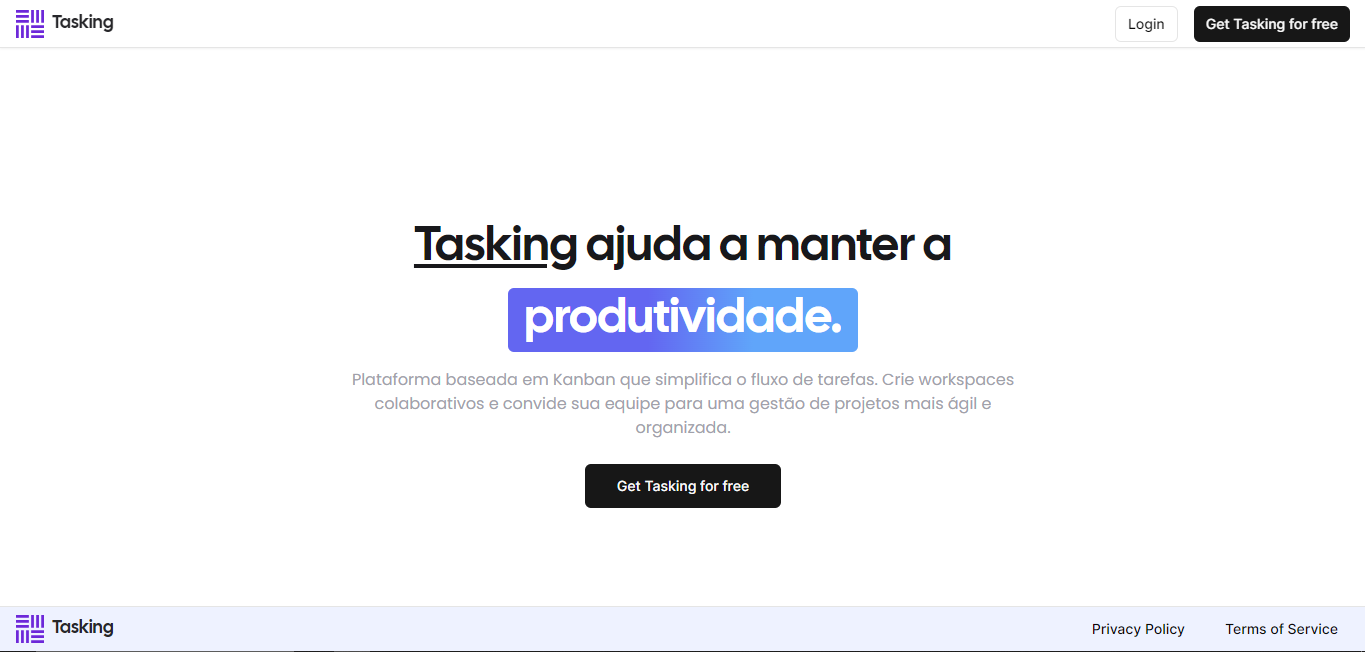 Tasking
Login
Get Tasking for free
Tasking ajuda a manter a
produtividade.
Plataforma baseada em Kanban que simplifica o fluxo de tarefas. Crie workspaces
colaborativos e convide sua equipe para uma gestão de projetos mais ágil e
organizada.
Get Tasking for free
Tasking
Privacy Policy
Terms of Service